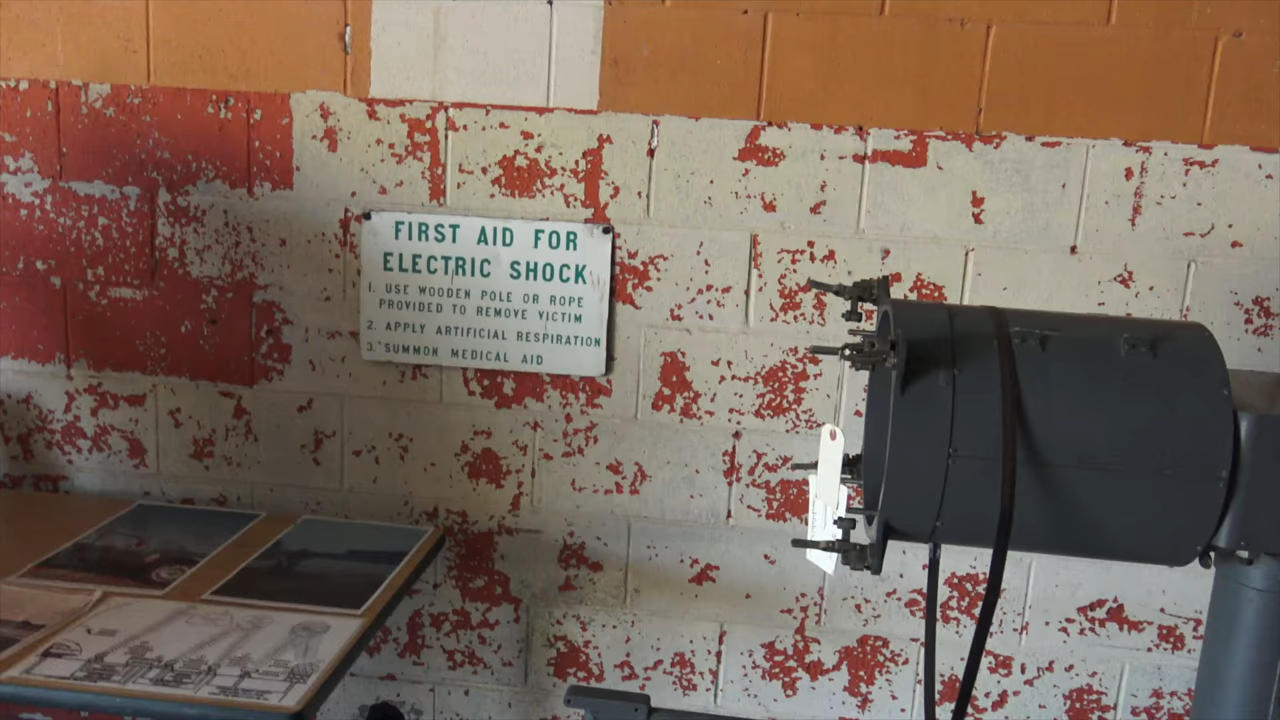 FIRST AID FOR
ELECTRIC SHOCK
1. USE WOODEN POLE OR ROPE
PROVIDED TO REMOVE VICTIM
2. APPLY ARTIFICIAL RESPIRATION
3. SUMMON MEDICAL AID